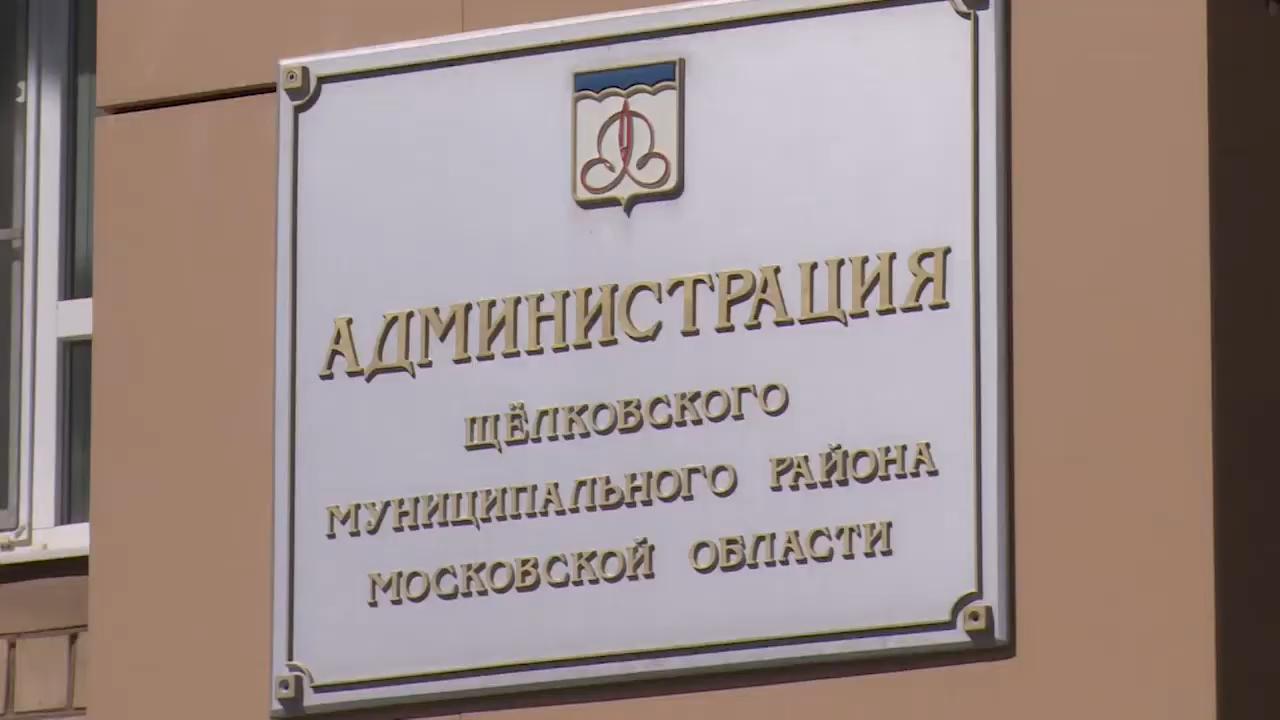 АДМИНИСТРАЦИЯ
ЩЁЛКОВСКОГО
МУНИЦИПАЛЬНОГО РАЙОНА
МОСКОВСКОЙ ОБЛАСТИ